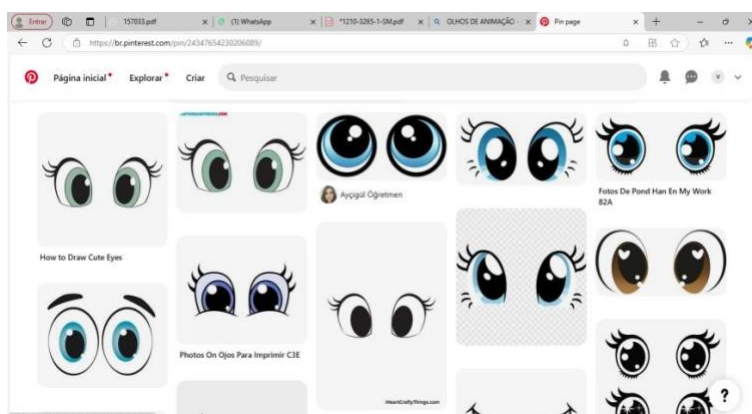 Entrar
157033.pdf
(1) WhatsApp
*1210-3285-1-SM.pdf
OLHOS DE ANIMAÇÃO
Pin page
https://br.pinterest.com/pin/24347654230206089/
Página inicial
Explorar
Criar
Pesquisar
V
How to Draw Cute Eyes
Photos On Ojos Para Imprimir C3E
Ayçigül Öğretmen
iHeartCraftyThings.com
Fotos De Pond Han En My Work
82A
?